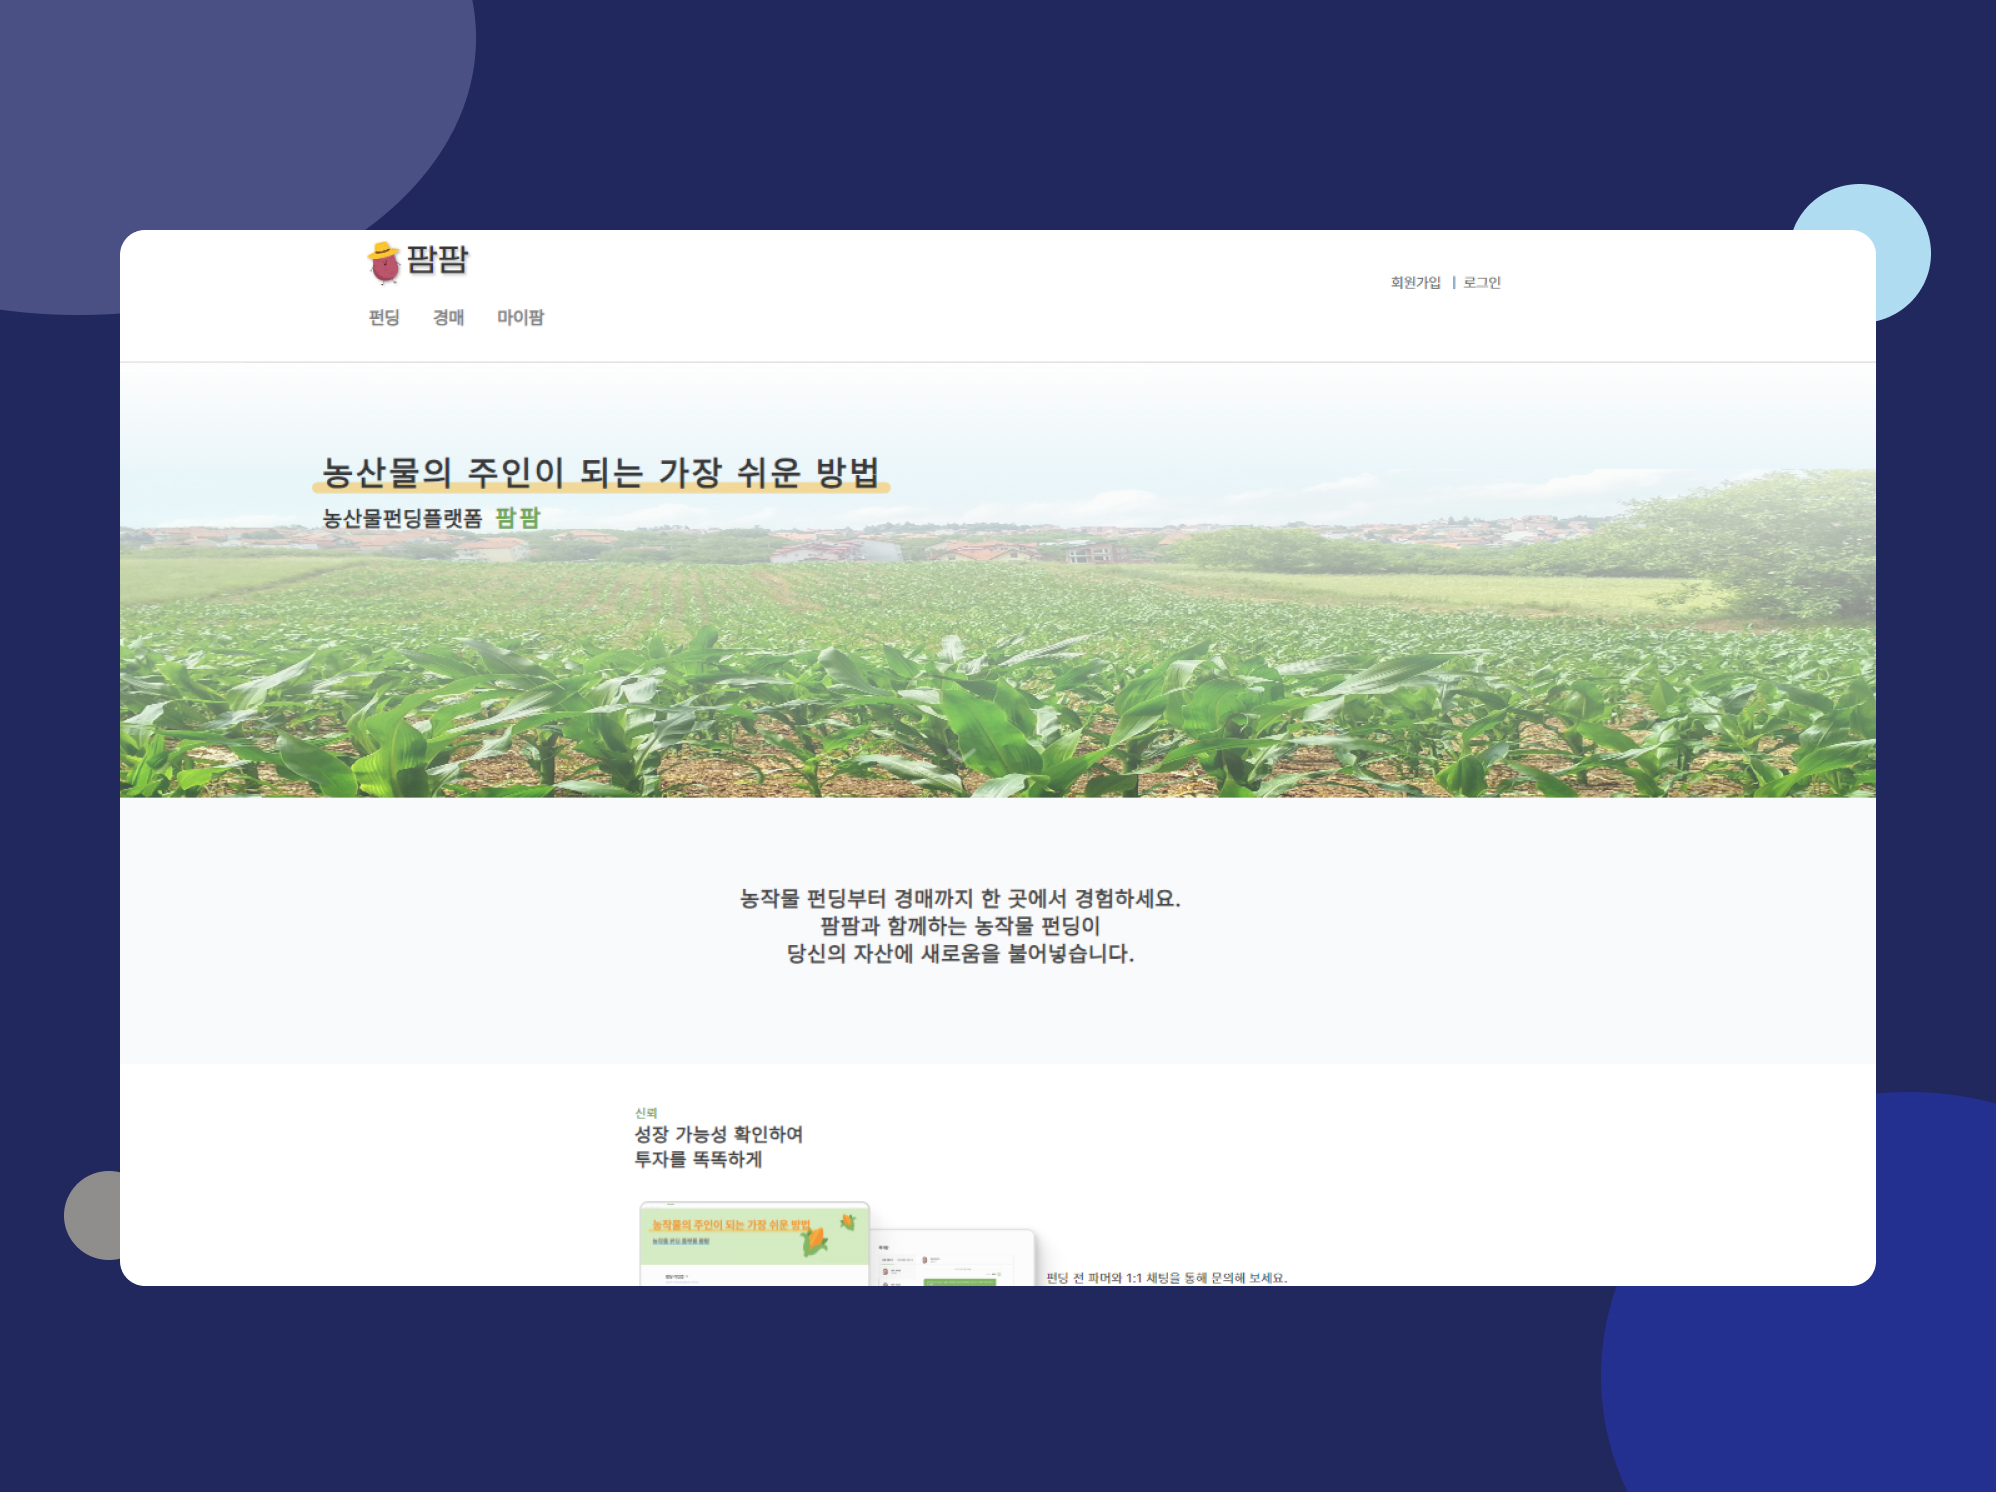 팜팜
회원가입 | 로그인
펀딩 경매 마이팜
농산물의 주인이 되는 가장 쉬운 방법
농산물펀딩플랫폼 팜팜
농작물 펀딩부터 경매까지 한 곳에서 경험하세요.
팜팜과 함께하는 농작물 펀딩이
당신의 자산에 새로움을 불어넣습니다.
신뢰
성장 가능성 확인하여
투자를 똑똑하게
농작물의 주인이 되는 가장 쉬운 방법
펀딩 전 파머와 1:1 채팅을 통해 문의해 보세요.